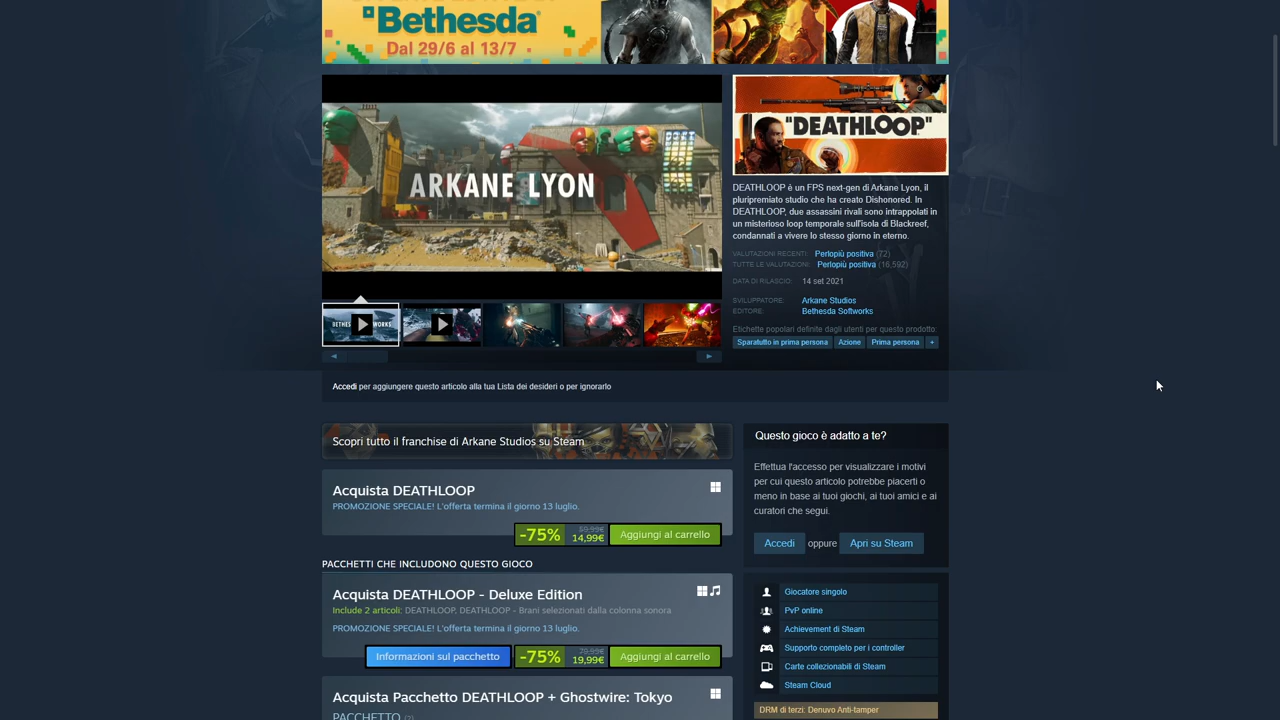 Bethesda
Dal 29/6 al 13/7
ARKANE LYON
"DEATHLOOP"
DEATHLOOP è un FPS next-gen di Arkane Lyon, il
pluripremiato studio che ha creato Dishonored. In
DEATHLOOP, due assassini rivali sono intrappolati in
un misterioso loop temporale sull'isola di Blackreef,
condannati a vivere lo stesso giorno in eterno.
VALUTAZIONI RECENTI: Perlopiù positiva (72)
TUTTE LE VALUTAZIONI: Perlopiù positiva (16,592)
DATA DI RILASCIO: 14 set 2021
SVILUPPATORE: Arkane Studios
EDITORE: Bethesda Softworks
Etichette popolari definite dagli utenti per questo prodotto:
Sparatutto in prima persona Azione Prima persona +
Accedi per aggiungere questo articolo alla tua Lista dei desideri o per ignorarlo
Scopri tutto il franchise di Arkane Studios su Steam
Acquista DEATHLOOP
PROMOZIONE SPECIALE! L'offerta termina il giorno 13 luglio.
-75% 59,99€ 14,99€ Aggiungi al carrello
PACCHETTI CHE INCLUDONO QUESTO GIOCO
Acquista DEATHLOOP - Deluxe Edition
Include 2 articoli: DEATHLOOP, DEATHLOOP - Brani selezionati dalla colonna sonora
PROMOZIONE SPECIALE! L'offerta termina il giorno 13 luglio.
Informazioni sul pacchetto -75% 79,99€ 19,99€ Aggiungi al carrello
Acquista Pacchetto DEATHLOOP + Ghostwire: Tokyo
PACCHETTO (?)
Questo gioco è adatto a te?
Effettua l'accesso per visualizzare i motivi
per cui questo articolo potrebbe piacerti o
meno in base ai tuoi giochi, ai tuoi amici e ai
curatori che segui.
Accedi oppure Apri su Steam
Giocatore singolo
PvP online
Achievement di Steam
Supporto completo per i controller
Carte collezionabili di Steam
Steam Cloud
DRM di terzi: Denuvo Anti-tamper